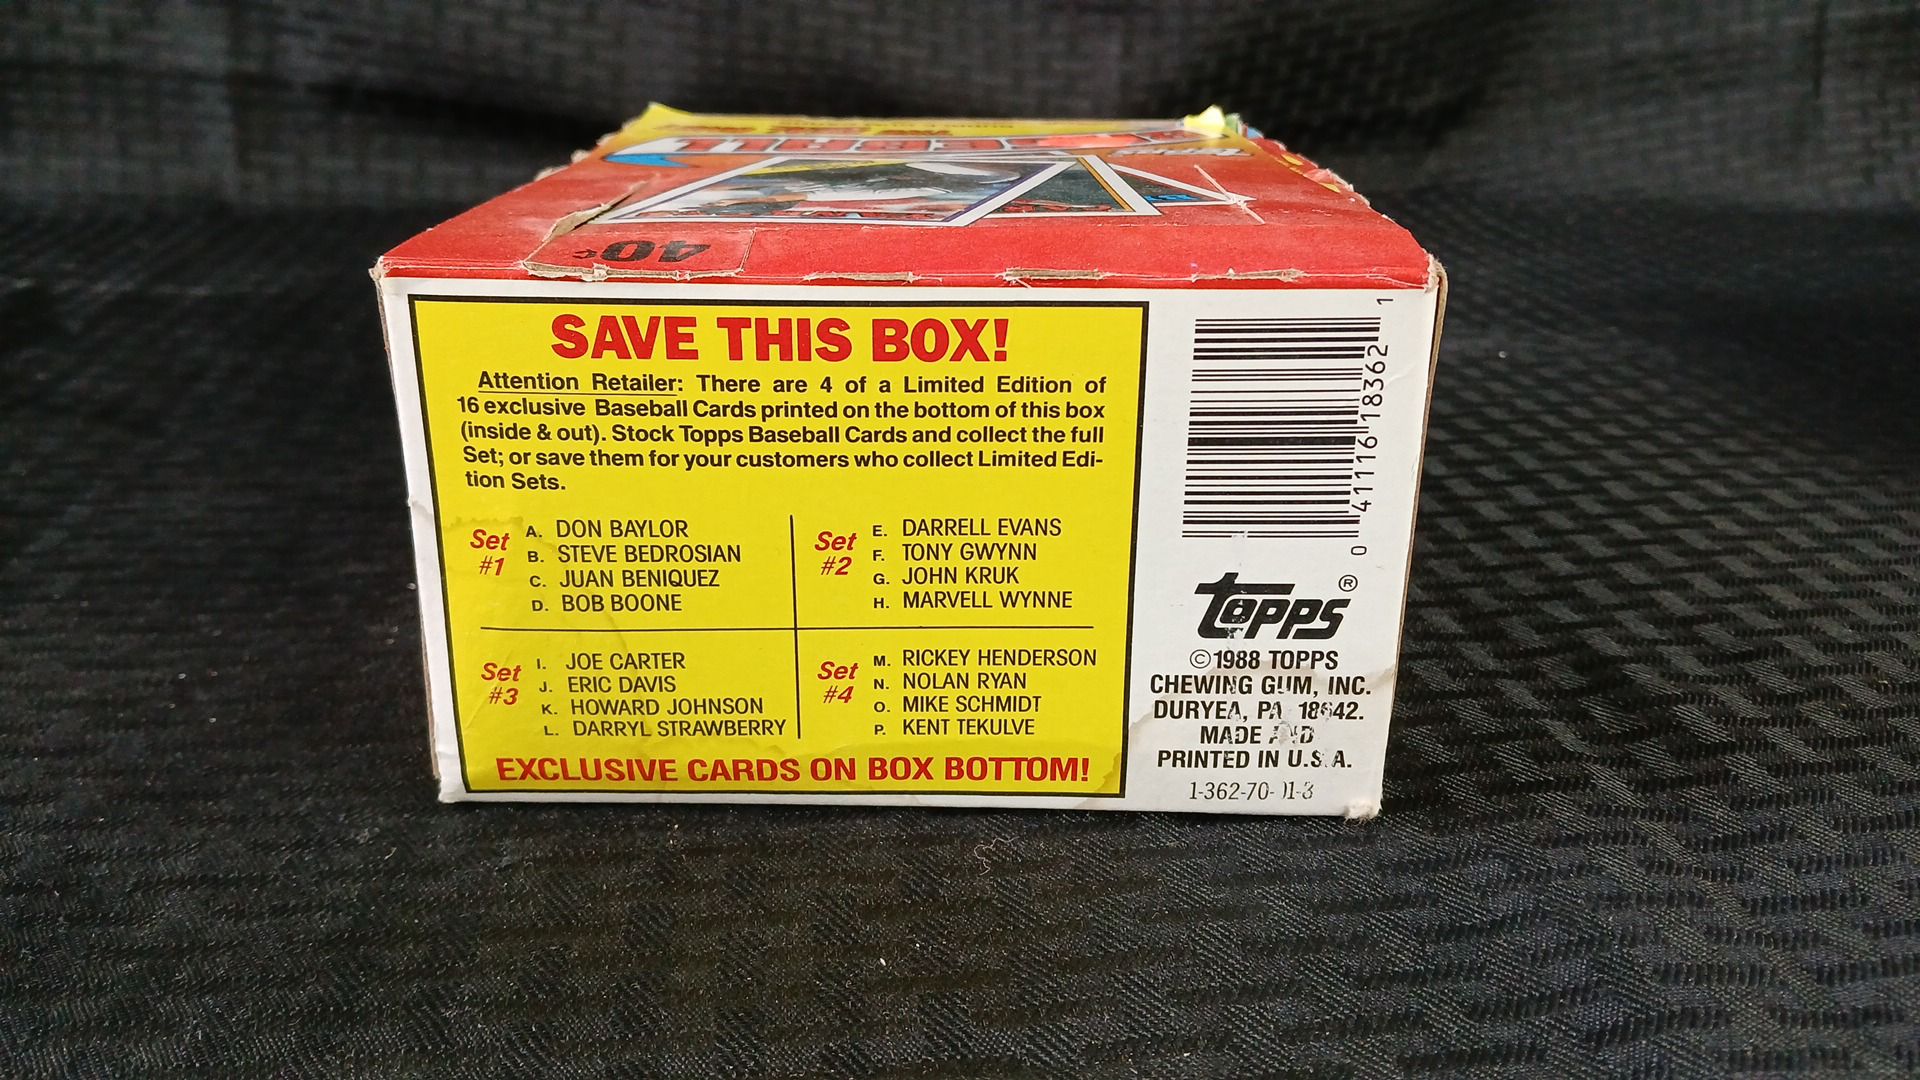 40¢
SAVE THIS BOX!
Attention Retailer: There are 4 of a Limited Edition of
16 exclusive Baseball Cards printed on the bottom of this box
(inside & out). Stock Topps Baseball Cards and collect the full
Set; or save them for your customers who collect Limited Edi-
tion Sets.
Set #1
A. DON BAYLOR
B. STEVE BEDROSIAN
C. JUAN BENIQUEZ
D. BOB BOONE
Set #2
E. DARRELL EVANS
F. TONY GWYNN
G. JOHN KRUK
H. MARVELL WYNNE
Set #3
I. JOE CARTER
J. ERIC DAVIS
K. HOWARD JOHNSON
L. DARRYL STRAWBERRY
Set #4
M. RICKEY HENDERSON
N. NOLAN RYAN
O. MIKE SCHMIDT
P. KENT TEKULVE
EXCLUSIVE CARDS ON BOX BOTTOM!
0 41116 18362 1
TOPPS®
©1988 TOPPS
CHEWING GUM, INC.
DURYEA, PA 18642.
MADE AND
PRINTED IN U.S.A.